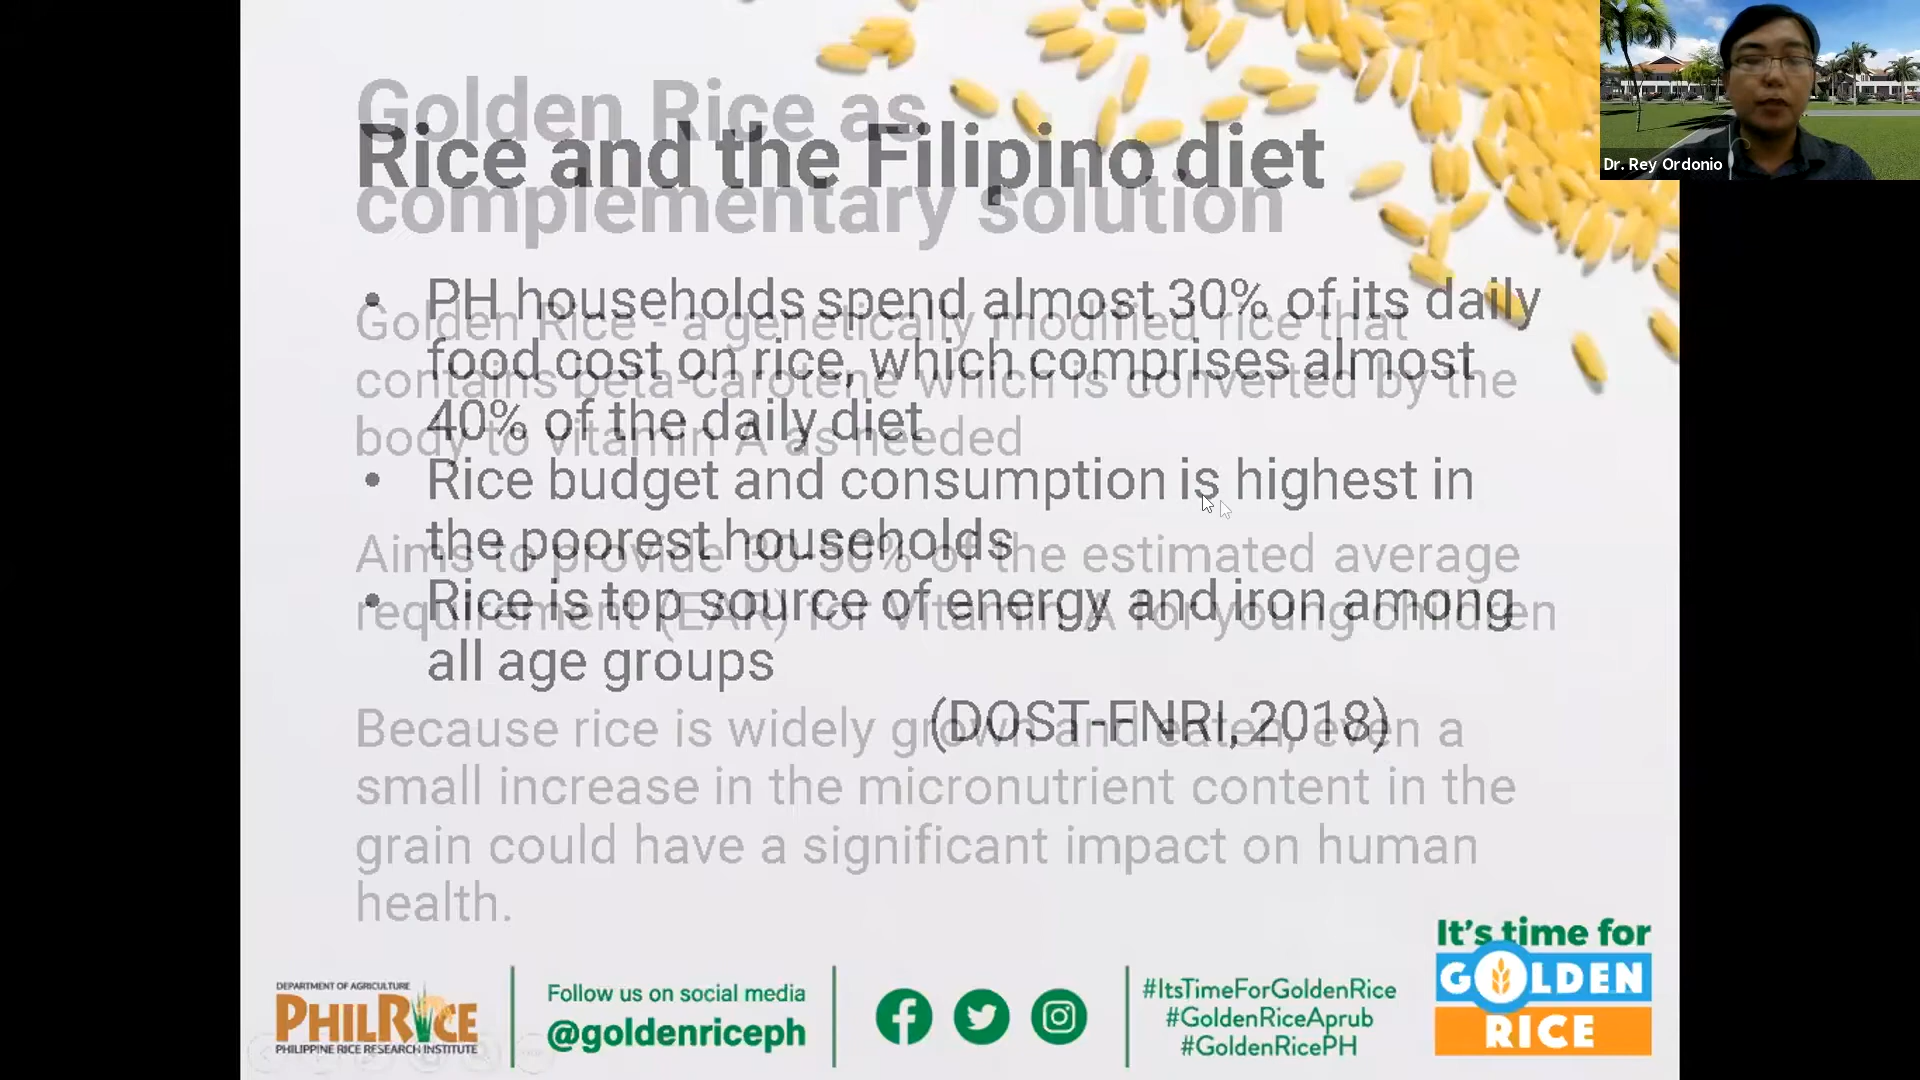 Golden Rice as
complementary solution
Golden Rice - a genetically modified rice that
contains beta-carotene which is converted by the
body to vitamin A as needed
Aims to provide 30-50% of the estimated average
requirement (EAR) for Vitamin A for young children
Because rice is widely grown and eaten, even a
small increase in the micronutrient content in the
grain could have a significant impact on human
health.
Rice and the Filipino diet
• PH households spend almost 30% of its daily
food cost on rice, which comprises almost
40% of the daily diet
• Rice budget and consumption is highest in
the poorest households
• Rice is top source of energy and iron among
all age groups
(DOST-FNRI, 2018)
Dr. Rey Ordonio
DEPARTMENT OF AGRICULTURE
PHILRICE
PHILIPPINE RICE RESEARCH INSTITUTE
Follow us on social media
@goldenriceph
#ItsTimeForGoldenRice
#GoldenRiceAprub
#GoldenRicePH
It's time for
GOLDEN
RICE